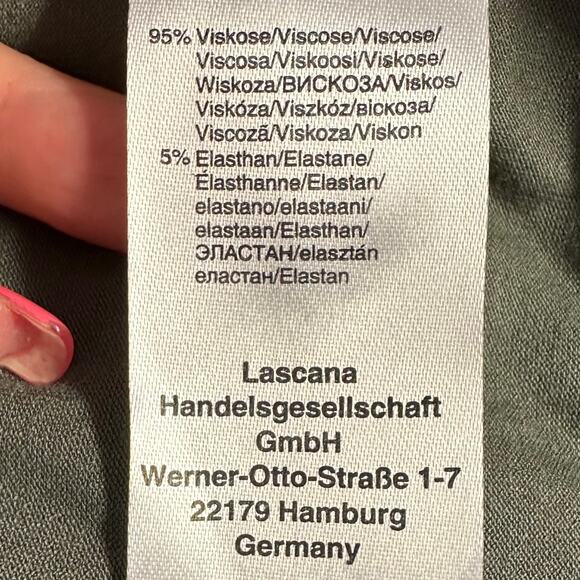 95% Viskose/Viscose/Viscose/
Viscosa/Viskoosi/Viskose/
Wiskoza/ВИСКОЗА/Viskos/
Viskóza/Viszkóz/віскоза/
Viscoză/Viskoza/Viskon
5% Elasthan/Elastane/
Élasthanne/Elastan/
elastano/elastaani/
elastaan/Elasthan/
ЭЛАСТАН/elasztán
еластан/Elastan
Lascana
Handelsgesellschaft
GmbH
Werner-Otto-Straße 1-7
22179 Hamburg
Germany